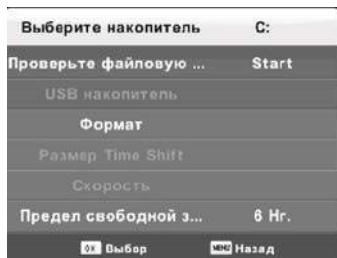 Выберите накопитель C:
Проверьте файловую ... Start
USB накопитель
Формат
Размер Time Shift
Скорость
Предел свободной з... 6 Hr.
OK Выбор MENU Назад